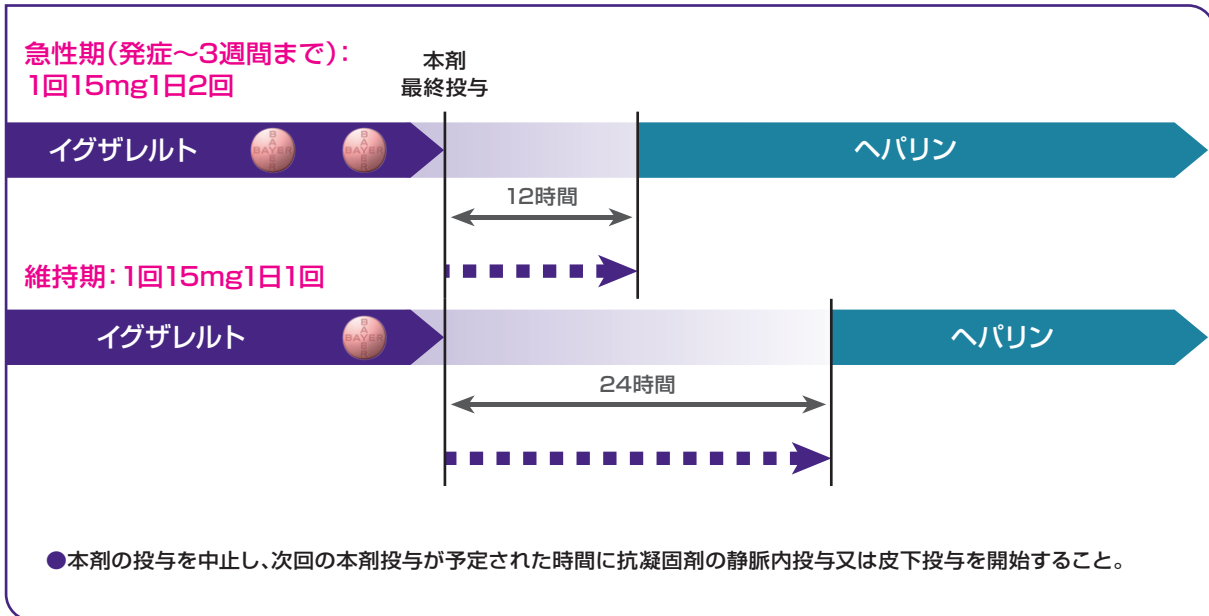 急性期(発症〜3週間まで)：
1回15mg1日2回
本剤
最終投与
イグザレルト
BAYER
BAYER
BAYER
BAYER
ヘパリン
12時間
維持期：1回15mg1日1回
イグザレルト
BAYER
BAYER
ヘパリン
24時間
●本剤の投与を中止し、次回の本剤投与が予定された時間に抗凝固剤の静脈内投与又は皮下投与を開始すること。